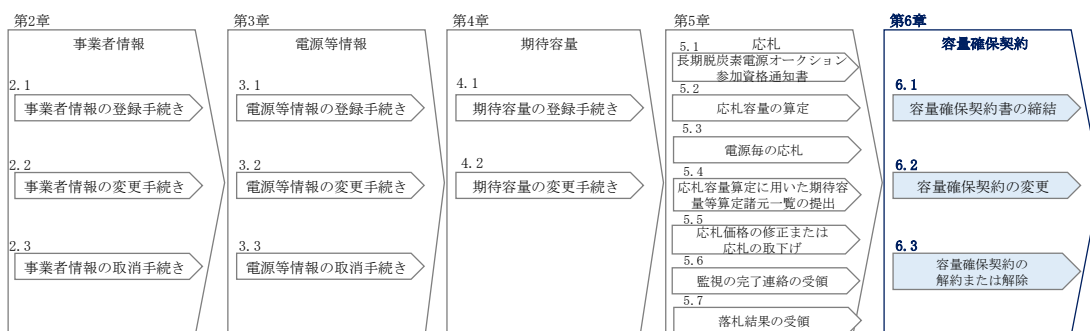 第2章
事業者情報
2.1
事業者情報の登録手続き
2.2
事業者情報の変更手続き
2.3
事業者情報の取消手続き
第3章
電源等情報
3.1
電源等情報の登録手続き
3.2
電源等情報の変更手続き
3.3
電源等情報の取消手続き
第4章
期待容量
4.1
期待容量の登録手続き
4.2
期待容量の変更手続き
第5章
応札
5.1
長期脱炭素電源オークション
参加資格通知書
5.2
応札容量の算定
5.3
電源毎の応札
5.4
応札容量算定に用いた期待容
量等算定諸元一覧の提出
5.5
応札価格の修正または
応札の取下げ
5.6
監視の完了連絡の受領
5.7
落札結果の受領
第6章
容量確保契約
6.1
容量確保契約書の締結
6.2
容量確保契約の変更
6.3
容量確保契約の
解約または解除